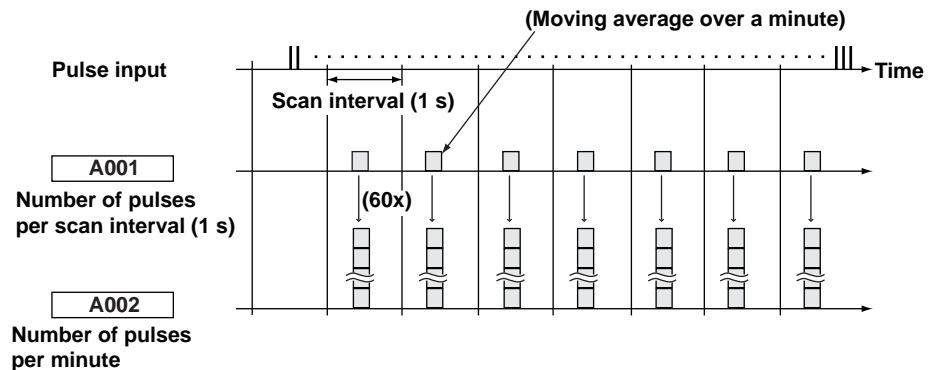 (Moving average over a minute)
Pulse input
Time
Scan interval (1 s)
A001
Number of pulses
per scan interval (1 s)
(60x)
A002
Number of pulses
per minute